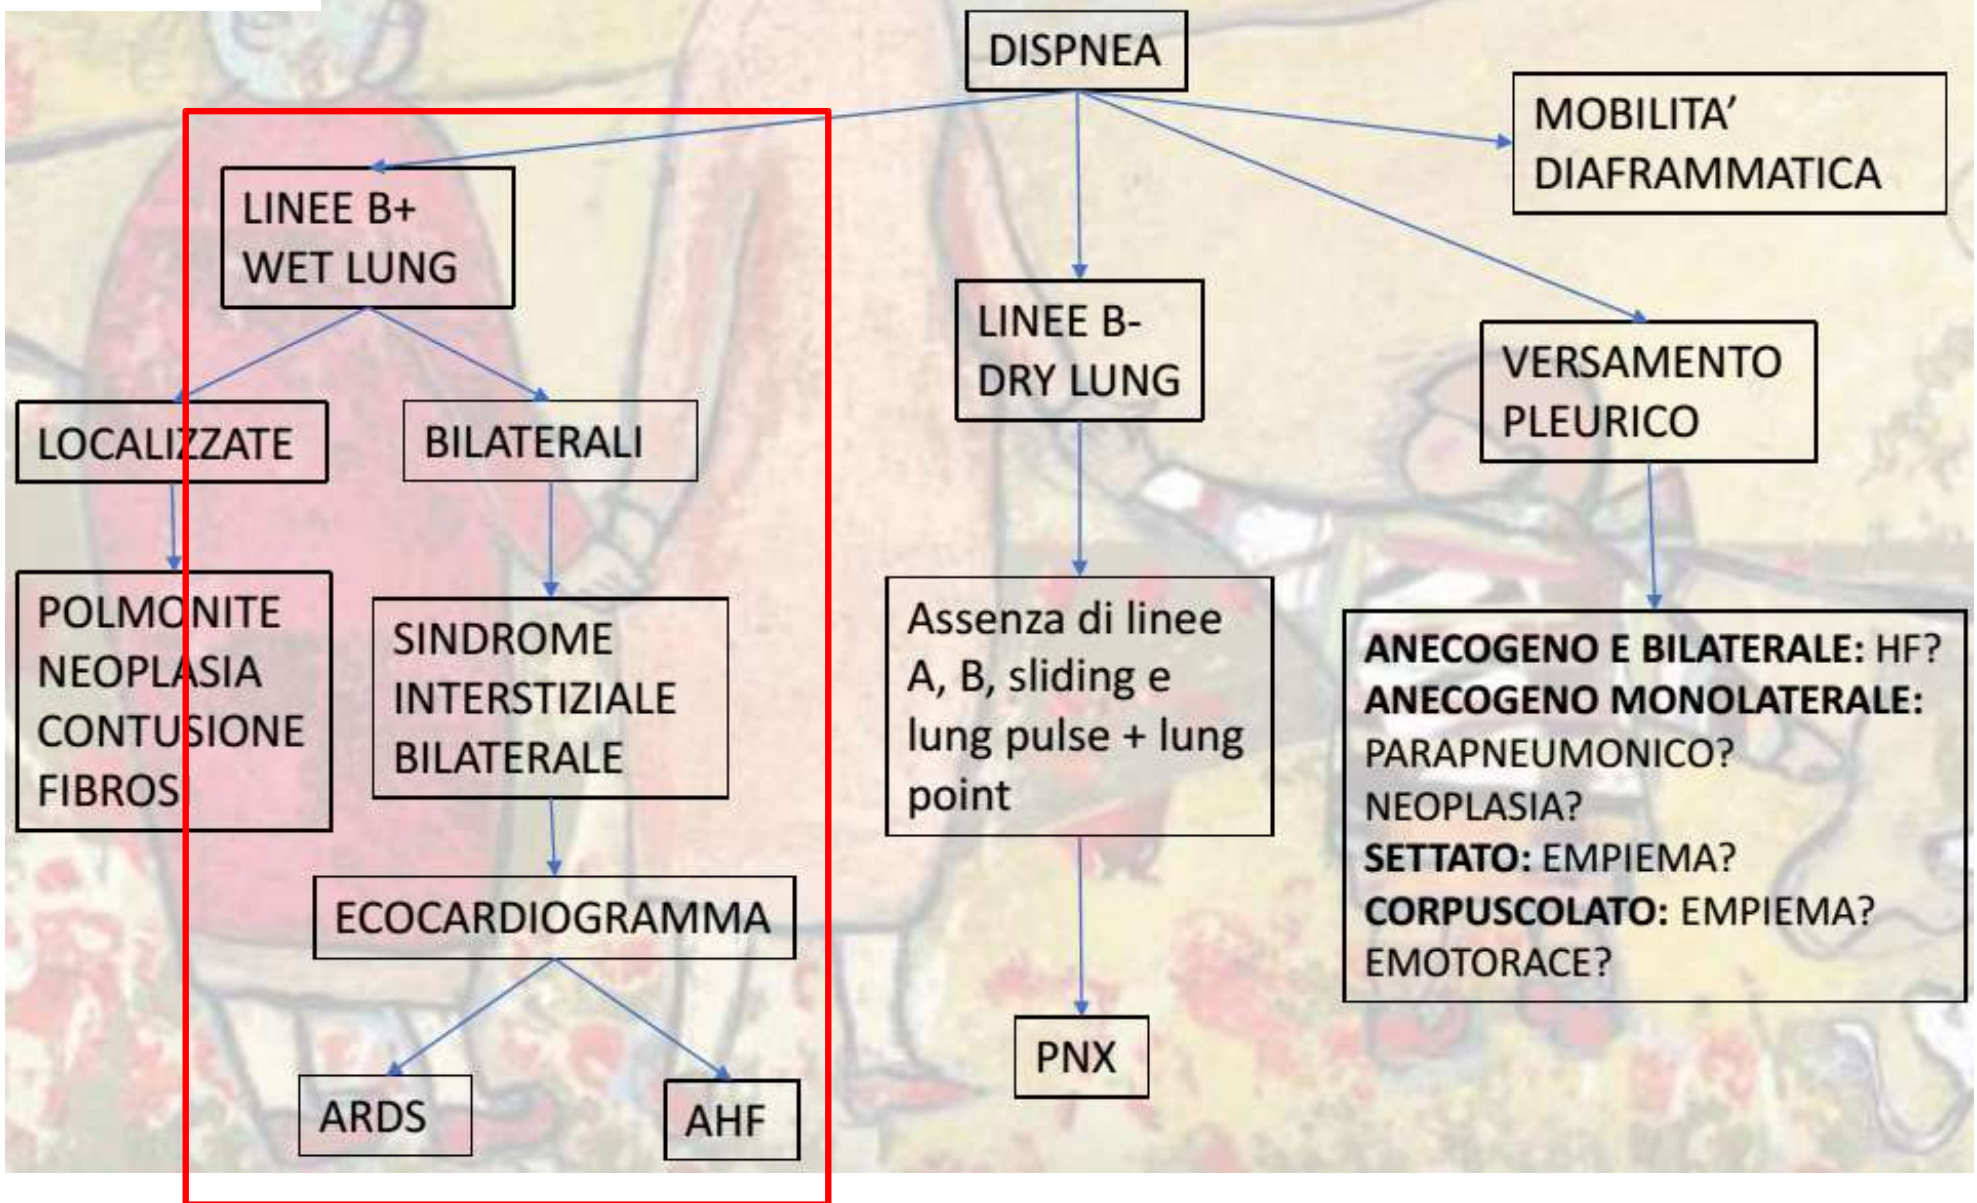 DISPNEA
MOBILITA'
DIAFRAMMATICA
LINEE B+
WET LUNG
LINEE B-
DRY LUNG
VERSAMENTO
PLEURICO
LOCALIZZATE
BILATERALI
POLMONITE
NEOPLASIA
CONTUSIONE
FIBROSI
SINDROME
INTERSTIZIALE
BILATERALE
Assenza di linee
A, B, sliding e
lung pulse + lung
point
ANECOGENO E BILATERALE: HF?
ANECOGENO MONOLATERALE:
PARAPNEUMONICO?
NEOPLASIA?
SETTATO: EMPIEMA?
CORPUSCOLATO: EMPIEMA?
EMOTORACE?
ECOCARDIOGRAMMA
PNX
ARDS
AHF